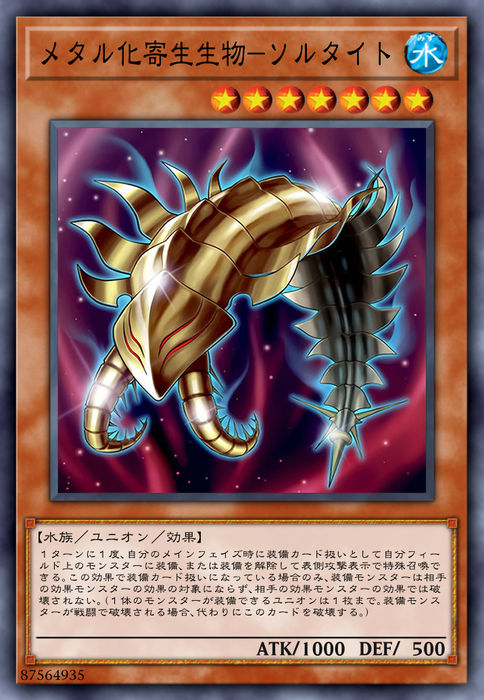 メタル化寄生生物−ソルタイト
みず
水
【水族／ユニオン／効果】
１ターンに１度、自分のメインフェイズ時に装備カード扱いとして自分フィー
ルド上のモンスターに装備、または装備を解除して表側攻撃表示で特殊召喚で
きる。この効果で装備カード扱いになっている場合のみ、装備モンスターは相手
の効果モンスターの効果の対象にならず、相手の効果モンスターの効果では破
壊されない。（１体のモンスターが装備できるユニオンは１枚まで。装備モンス
ターが戦闘で破壊される場合、代わりにこのカードを破壊する。）
ATK/1000 DEF/ 500
87564935